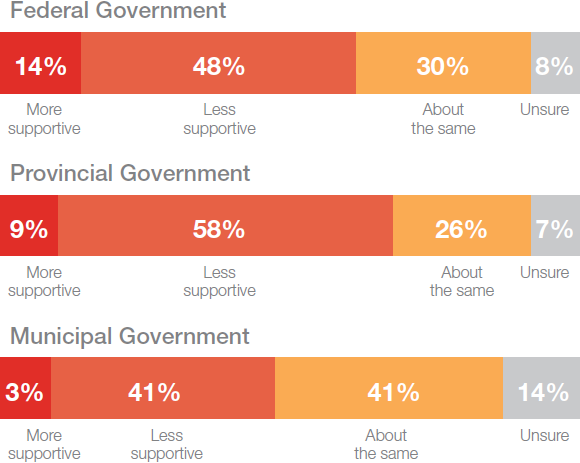 Federal Government
14% 48% 30% 8%
More Less About Unsure
supportive supportive the same
Provincial Government
9% 58% 26% 7%
More Less About Unsure
supportive supportive the same
Municipal Government
3% 41% 41% 14%
More Less About Unsure
supportive supportive the same